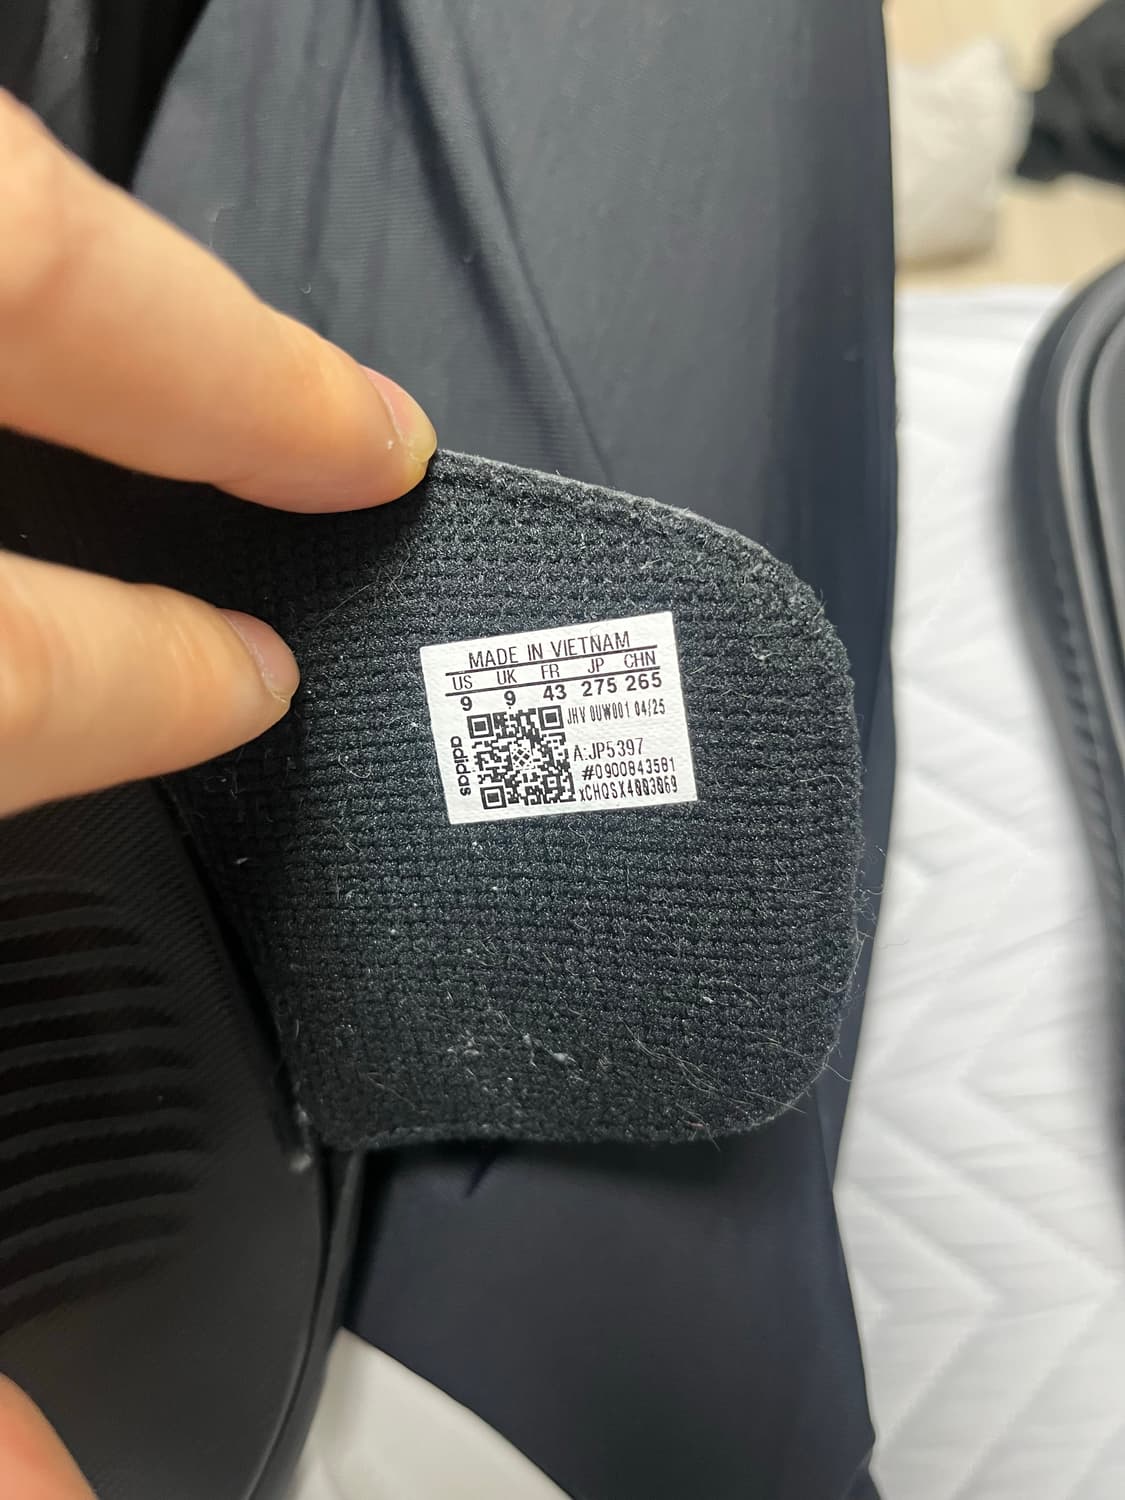 MADE IN VIETNAM
US UK FR JP CHN
9 9 43 275 265
JHV 0UW001 04/25
adidas
A:JP5397
#0900843581
xCHQSX4003069